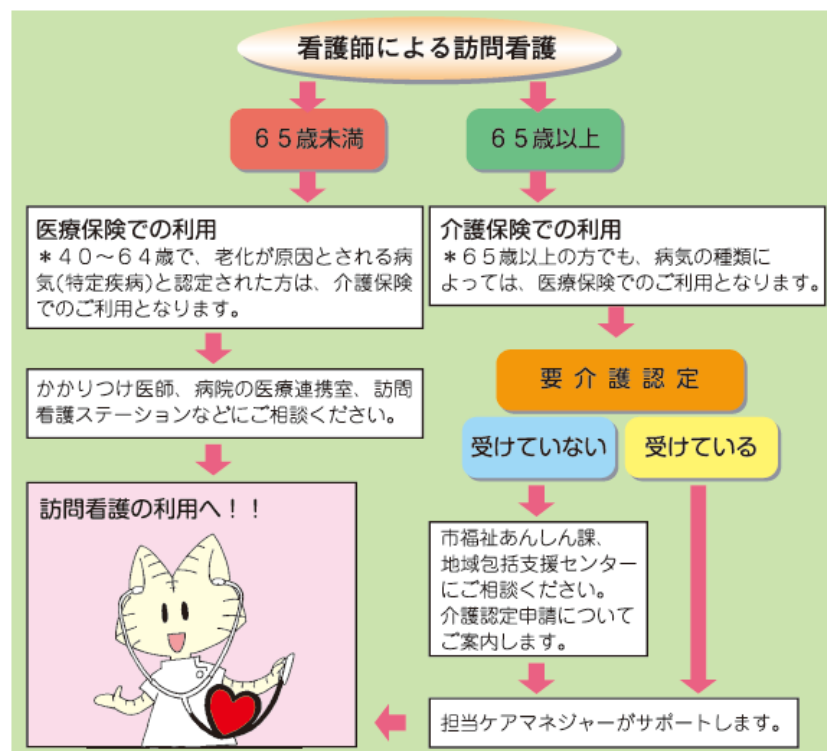 看護師による訪問看護
65歳未満
65歳以上
医療保険での利用
*40~64歳で、老化が原因とされる病
気(特定疾病)と認定された方は、介護保険
でのご利用となります。
介護保険での利用
*65歳以上の方でも、病気の種類に
よっては、医療保険でのご利用となります。
かかりつけ医師、病院の医療連携室、訪問
看護ステーションなどにご相談ください。
要介護認定
受けていない
受けている
訪問看護の利用へ!!
市福祉あんしん課、
地域包括支援センター
にご相談ください。
介護認定申請について
ご案内します。
担当ケアマネジャーがサポートします。